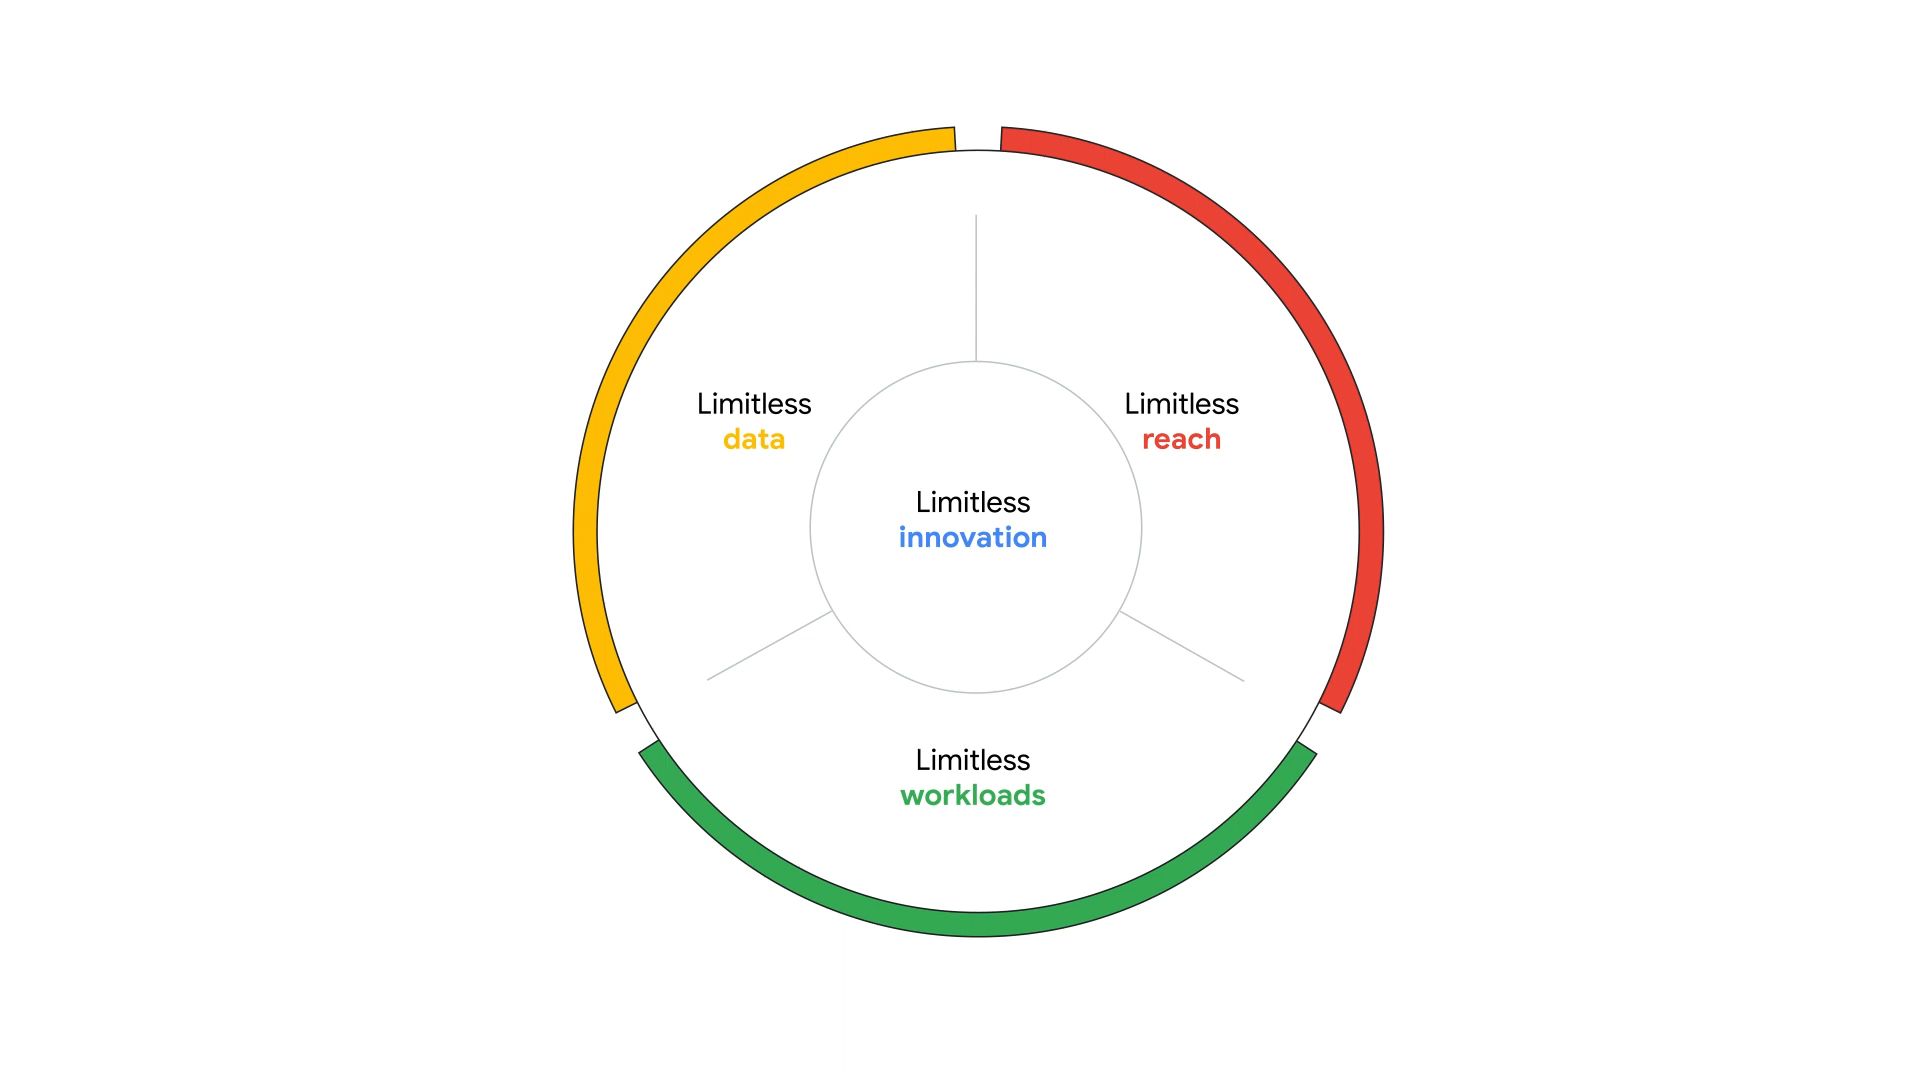 Limitless
data
Limitless
reach
Limitless
innovation
Limitless
workloads